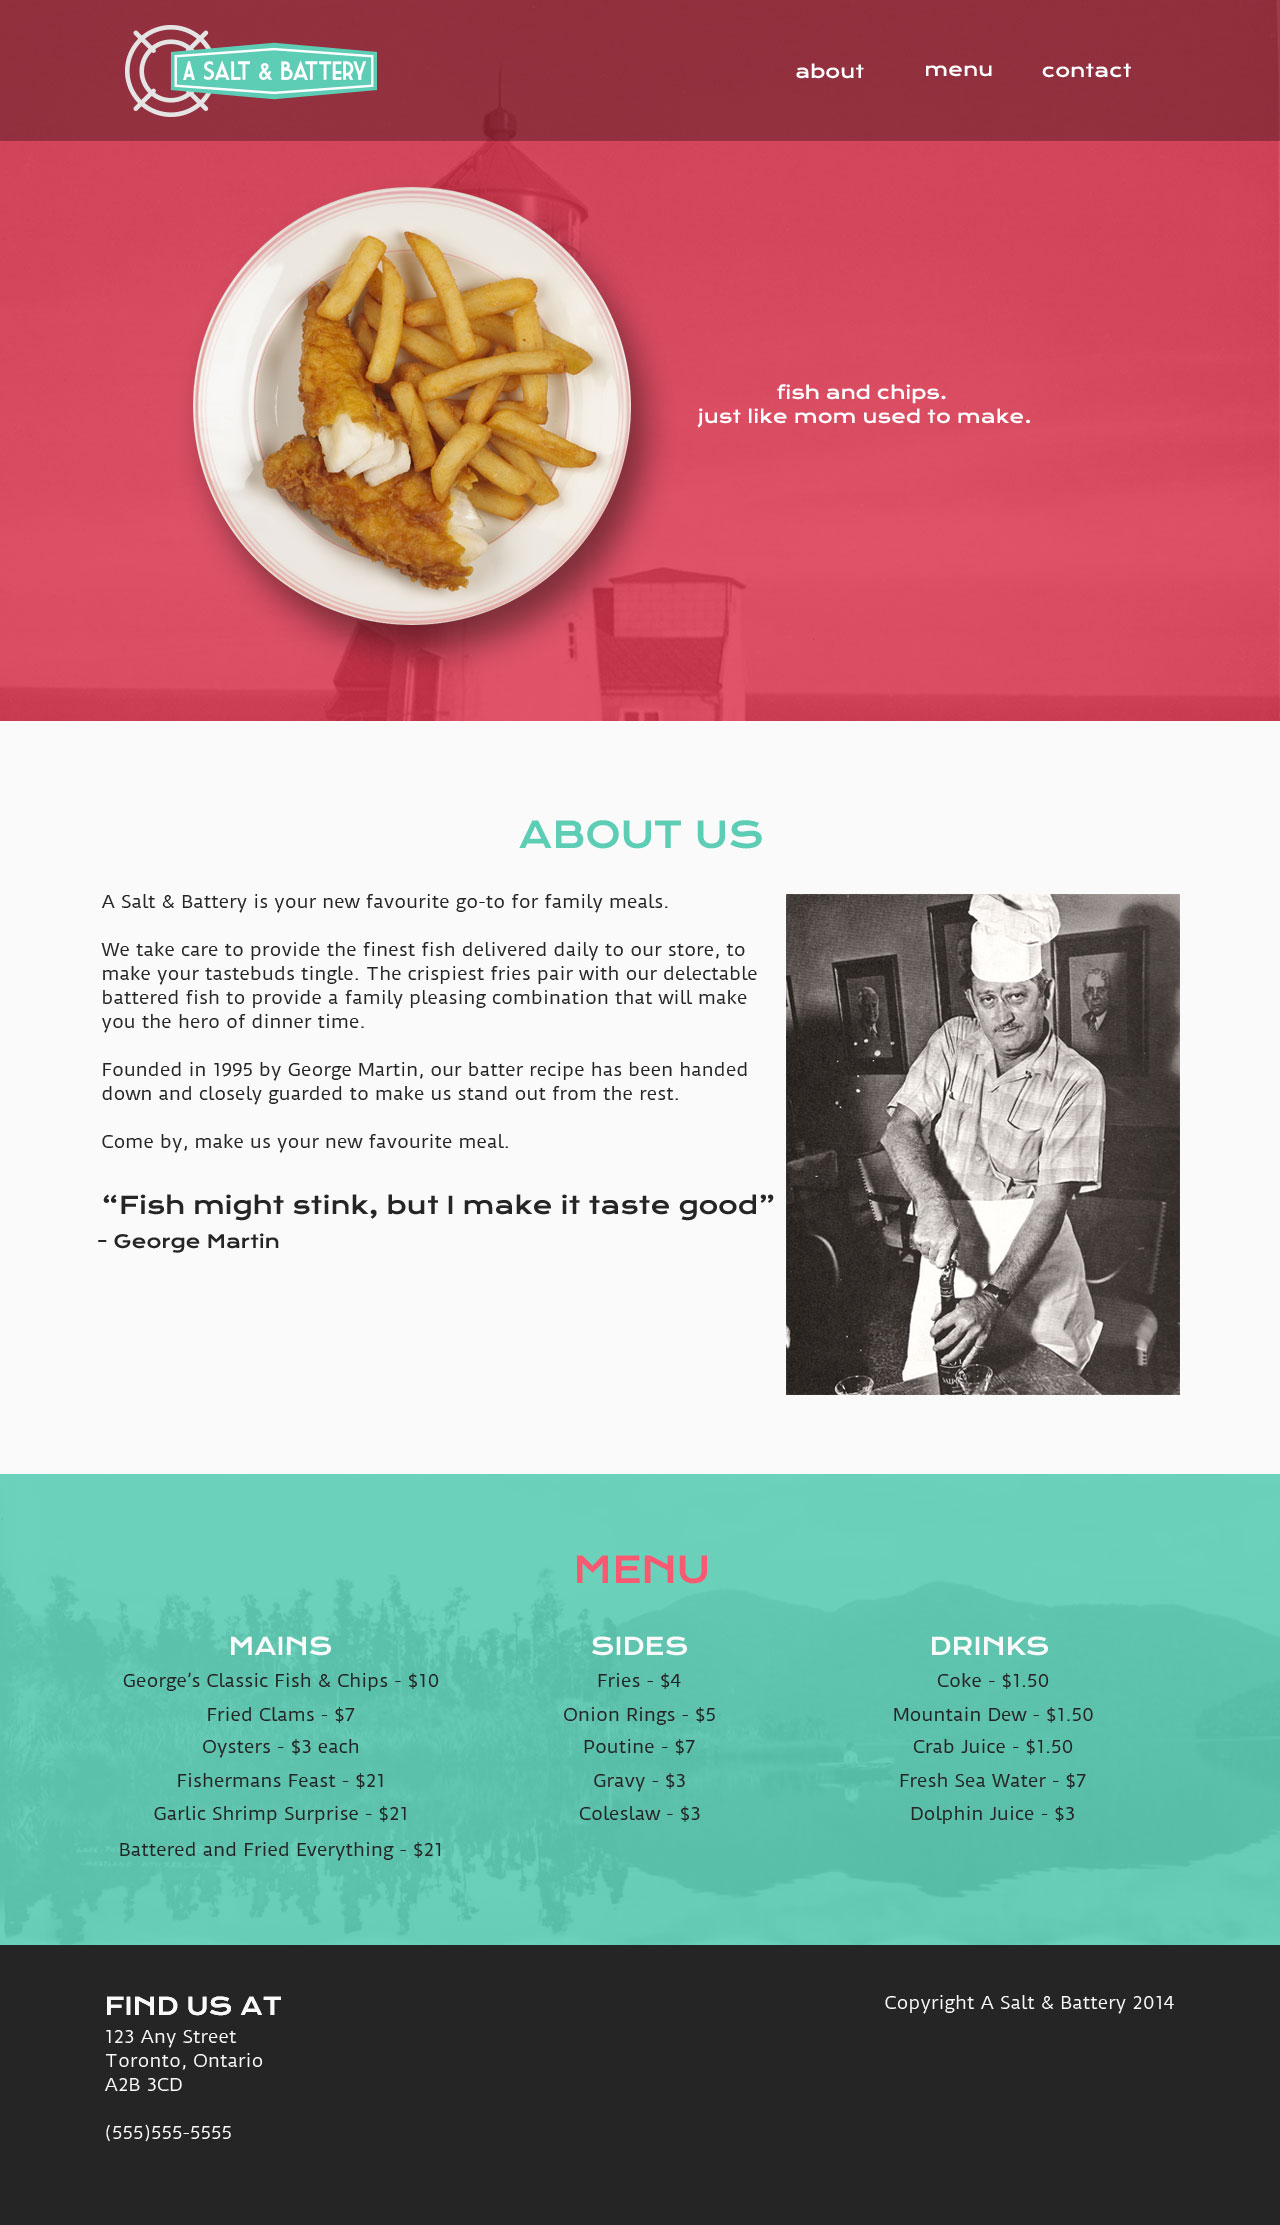 A SALT & BATTERY
about menu contact
fish and chips.
just like mom used to make.
ABOUT US
A Salt & Battery is your new favourite go-to for family meals.
We take care to provide the finest fish delivered daily to our store, to
make your tastebuds tingle. The crispiest fries pair with our delectable
battered fish to provide a family pleasing combination that will make
you the hero of dinner time.
Founded in 1995 by George Martin, our batter recipe has been handed
down and closely guarded to make us stand out from the rest.
Come by, make us your new favourite meal.
“Fish might stink, but I make it taste good”
- George Martin
MENU
MAINS
George’s Classic Fish & Chips - $10
Fried Clams - $7
Oysters - $3 each
Fishermans Feast - $21
Garlic Shrimp Surprise - $21
Battered and Fried Everything - $21
SIDES
Fries - $4
Onion Rings - $5
Poutine - $7
Gravy - $3
Coleslaw - $3
DRINKS
Coke - $1.50
Mountain Dew - $1.50
Crab Juice - $1.50
Fresh Sea Water - $7
Dolphin Juice - $3
FIND US AT
123 Any Street
Toronto, Ontario
A2B 3CD
(555)555-5555
Copyright A Salt & Battery 2014